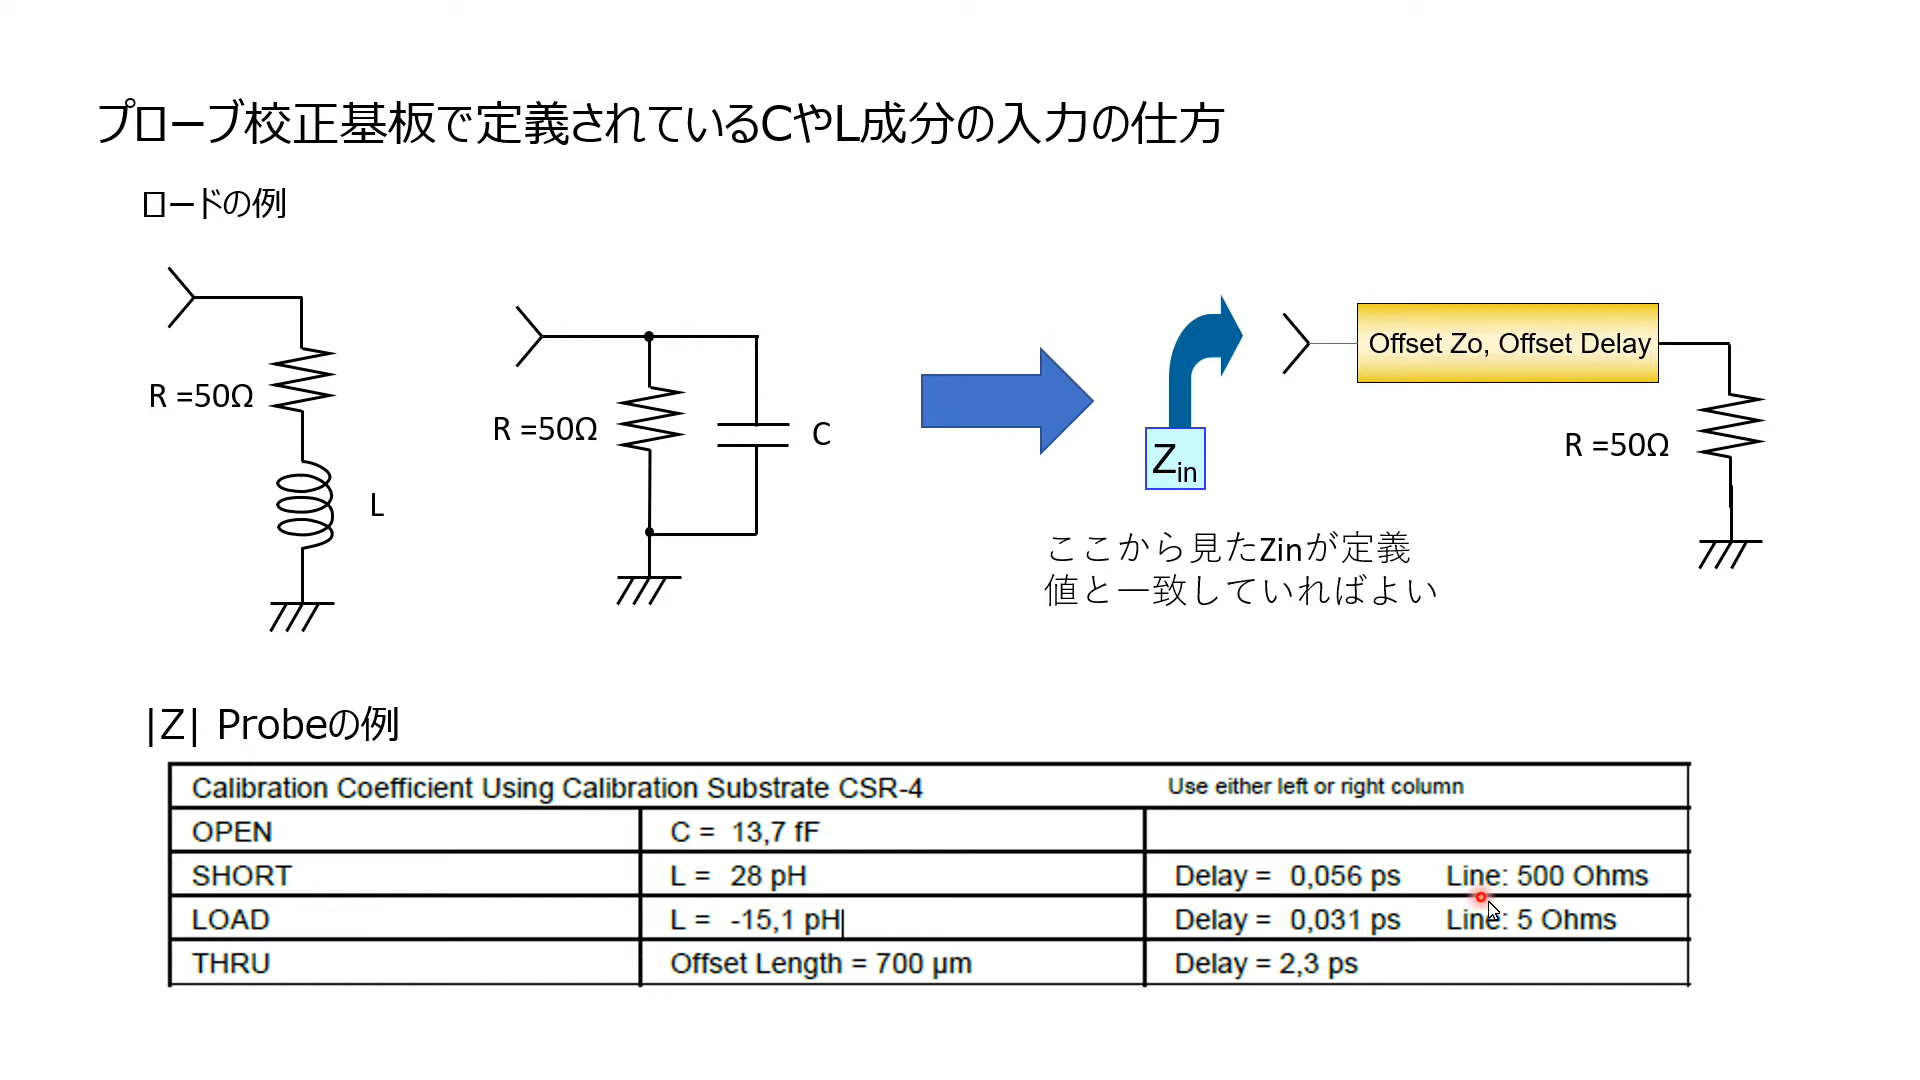 プローブ校正基板で定義されているCやL成分の入力の仕方
ロードの例
R =50Ω
L
R =50Ω
C
Zin
Offset Zo, Offset Delay
R =50Ω
ここから見たZinが定義
値と一致していればよい
|Z| Probeの例
Calibration Coefficient Using Calibration Substrate CSR-4 Use either left or right column
OPEN C = 13,7 fF
SHORT L = 28 pH Delay = 0,056 ps Line: 500 Ohms
LOAD L = -15,1 pH Delay = 0,031 ps Line: 5 Ohms
THRU Offset Length = 700 µm Delay = 2,3 ps